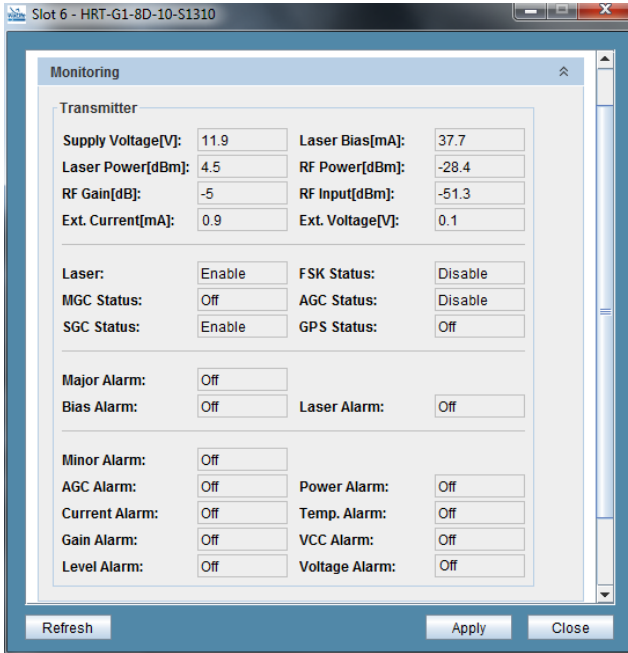 Slot 6 - HRT-G1-8D-10-S1310
Monitoring
Transmitter
Supply Voltage[V]: 11.9 Laser Bias[mA]: 37.7
Laser Power[dBm]: 4.5 RF Power[dBm]: -28.4
RF Gain[dB]: -5 RF Input[dBm]: -51.3
Ext. Current[mA]: 0.9 Ext. Voltage[V]: 0.1
Laser: Enable FSK Status: Disable
MGC Status: Off AGC Status: Disable
SGC Status: Enable GPS Status: Off
Major Alarm: Off
Bias Alarm: Off Laser Alarm: Off
Minor Alarm: Off
AGC Alarm: Off Power Alarm: Off
Current Alarm: Off Temp. Alarm: Off
Gain Alarm: Off VCC Alarm: Off
Level Alarm: Off Voltage Alarm: Off
Refresh Apply Close